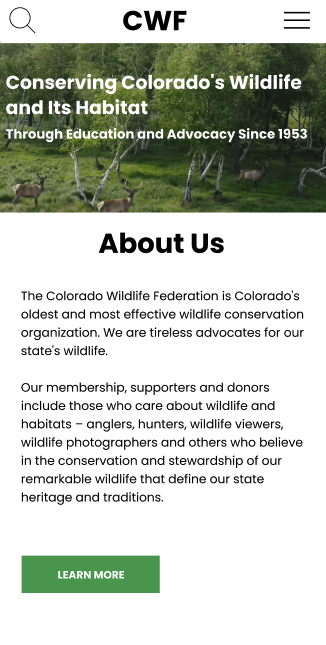 CWF
Conserving Colorado's Wildlife
and Its Habitat
Through Education and Advocacy Since 1953
About Us
The Colorado Wildlife Federation is Colorado's
oldest and most effective wildlife conservation
organization. We are tireless advocates for our
state's wildlife.
Our membership, supporters and donors
include those who care about wildlife and
habitats – anglers, hunters, wildlife viewers,
wildlife photographers and others who believe
in the conservation and stewardship of our
remarkable wildlife that define our state
heritage and traditions.
LEARN MORE